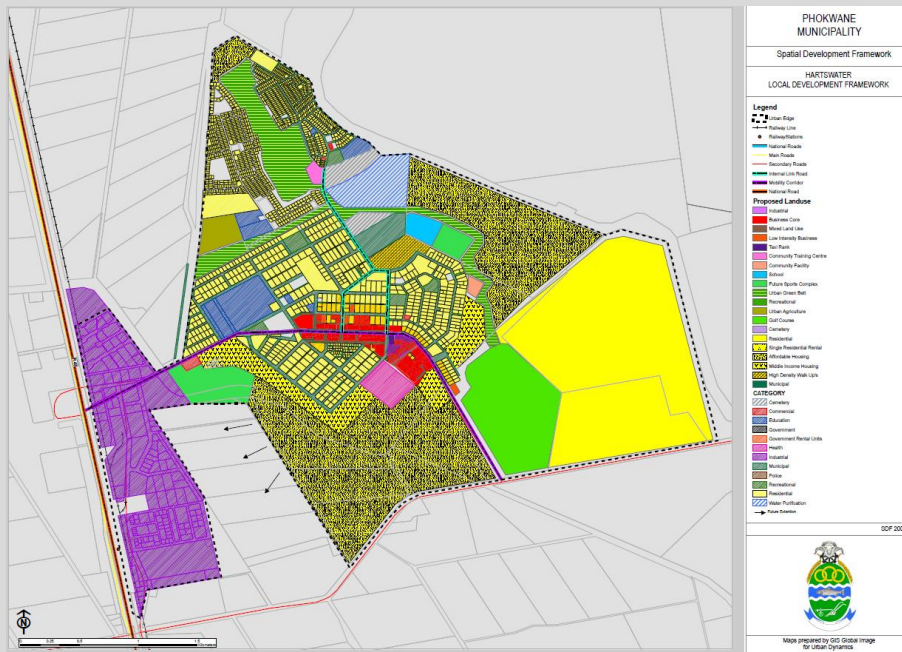 PHOKWANE
MUNICIPALITY
Spatial Development Framework
HARTSWATER
LOCAL DEVELOPMENT FRAMEWORK
Legend
Urban Edge
Railway Line
RailwayStations
National Roads
Main Roads
Secondary Roads
Internal Link Road
Mobility Corridor
National Road
Proposed Landuse
Industrial
Business Core
Mixed Land Use
Low Intensity Business
Taxi Rank
Community Training Centre
Community Facility
School
Future Sports Complex
Urban Green Belt
Recreational
Urban Agriculture
Golf Course
Cemetery
Residential
Single Residential Rental
Affordable Housing
Middle Income Housing
High Density Walk Up's
Municipal
CATEGORY
Cemetery
Commercial
Education
Government
Government Rental Units
Health
Industrial
Municipal
Police
Recreational
Residential
Water Purification
Future Extention
SDF 200
N
Maps prepared by GIS Global Image
for Urban Dynamics